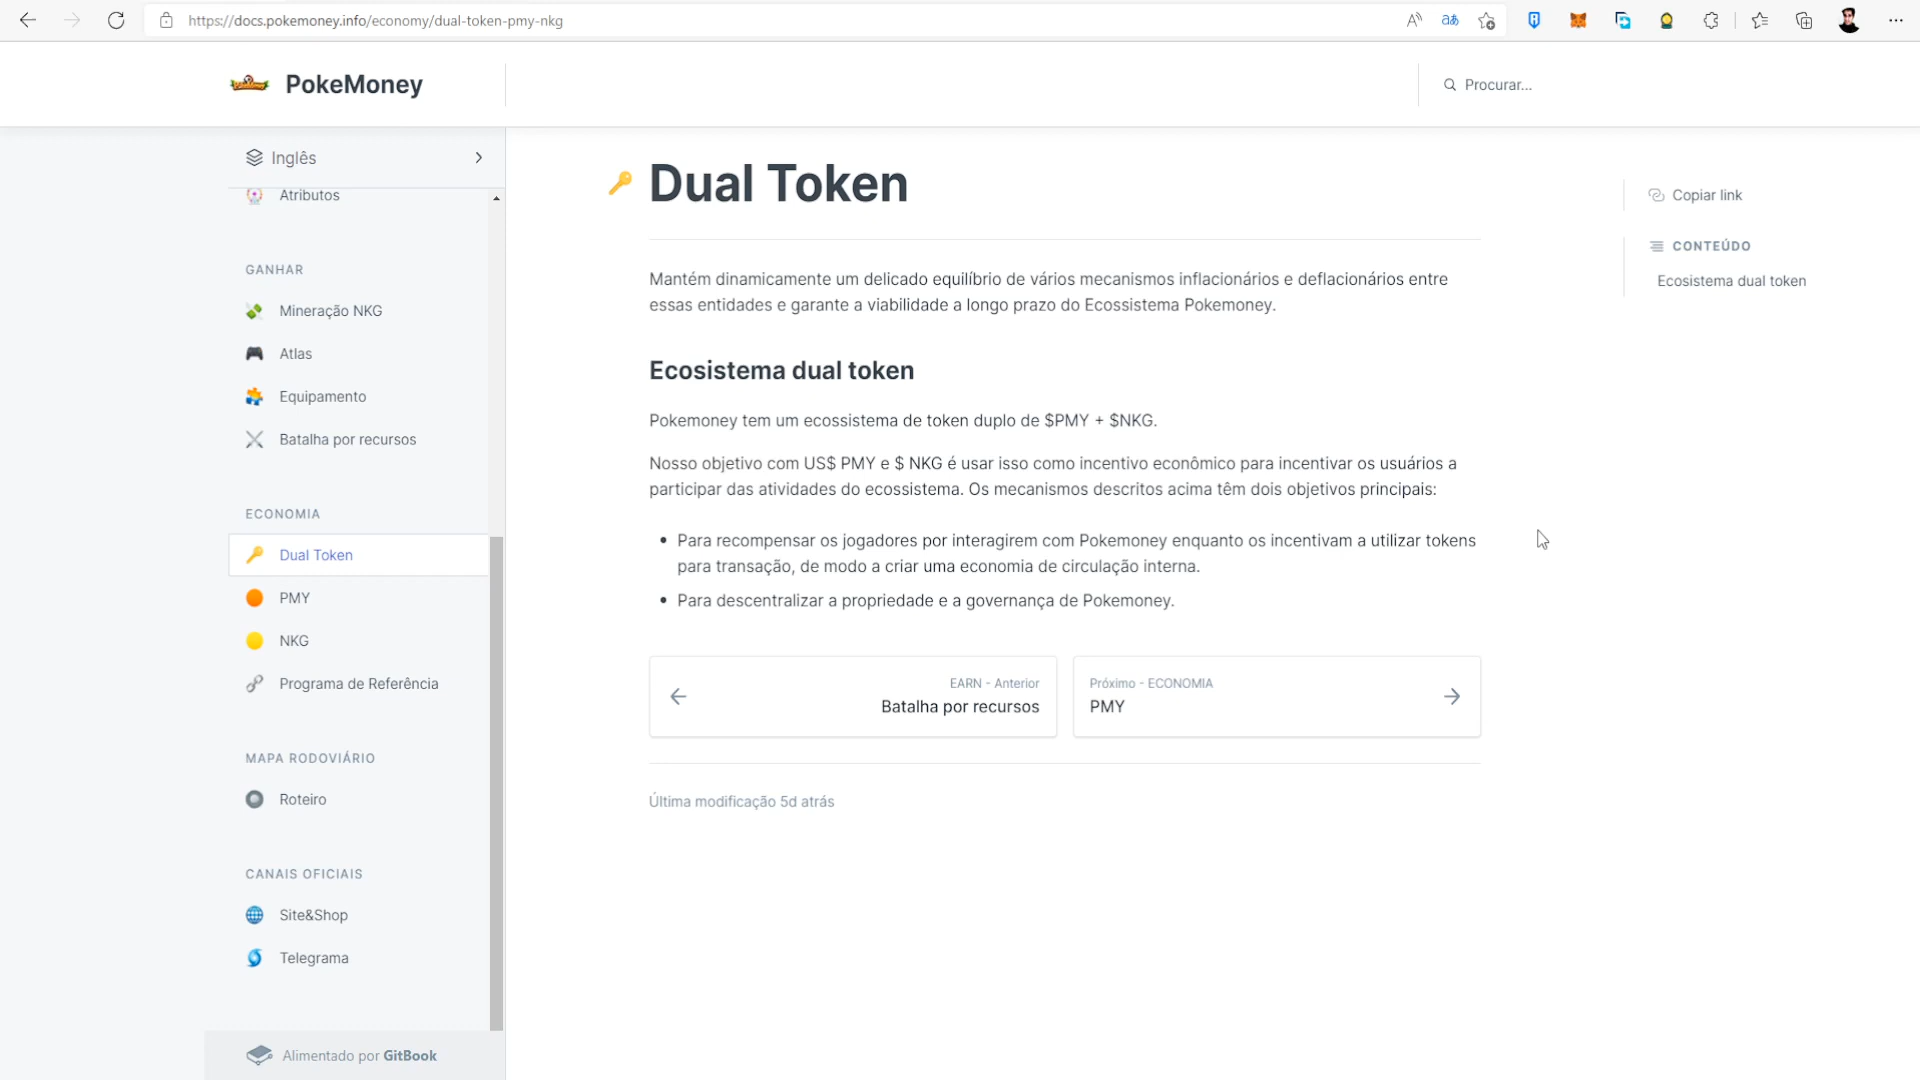 https://docs.pokemoney.info/economy/dual-token-pmy-nkg
PokeMoney
Procurar...
Inglês
Atributos
GANHAR
Mineração NKG
Atlas
Equipamento
Batalha por recursos
ECONOMIA
Dual Token
PMY
NKG
Programa de Referência
MAPA RODOVIÁRIO
Roteiro
CANAIS OFICIAIS
Site&Shop
Telegrama
Alimentado por GitBook
Dual Token
Mantém dinamicamente um delicado equilíbrio de vários mecanismos inflacionários e deflacionários entre
essas entidades e garante a viabilidade a longo prazo do Ecossistema Pokemoney.
Ecosistema dual token
Pokemoney tem um ecossistema de token duplo de $PMY + $NKG.
Nosso objetivo com US$ PMY e $ NKG é usar isso como incentivo econômico para incentivar os usuários a
participar das atividades do ecossistema. Os mecanismos descritos acima têm dois objetivos principais:
• Para recompensar os jogadores por interagirem com Pokemoney enquanto os incentivam a utilizar tokens
para transação, de modo a criar uma economia de circulação interna.
• Para descentralizar a propriedade e a governança de Pokemoney.
EARN - Anterior
Batalha por recursos
Próximo - ECONOMIA
PMY
Última modificação 5d atrás
Copiar link
CONTEÚDO
Ecosistema dual token